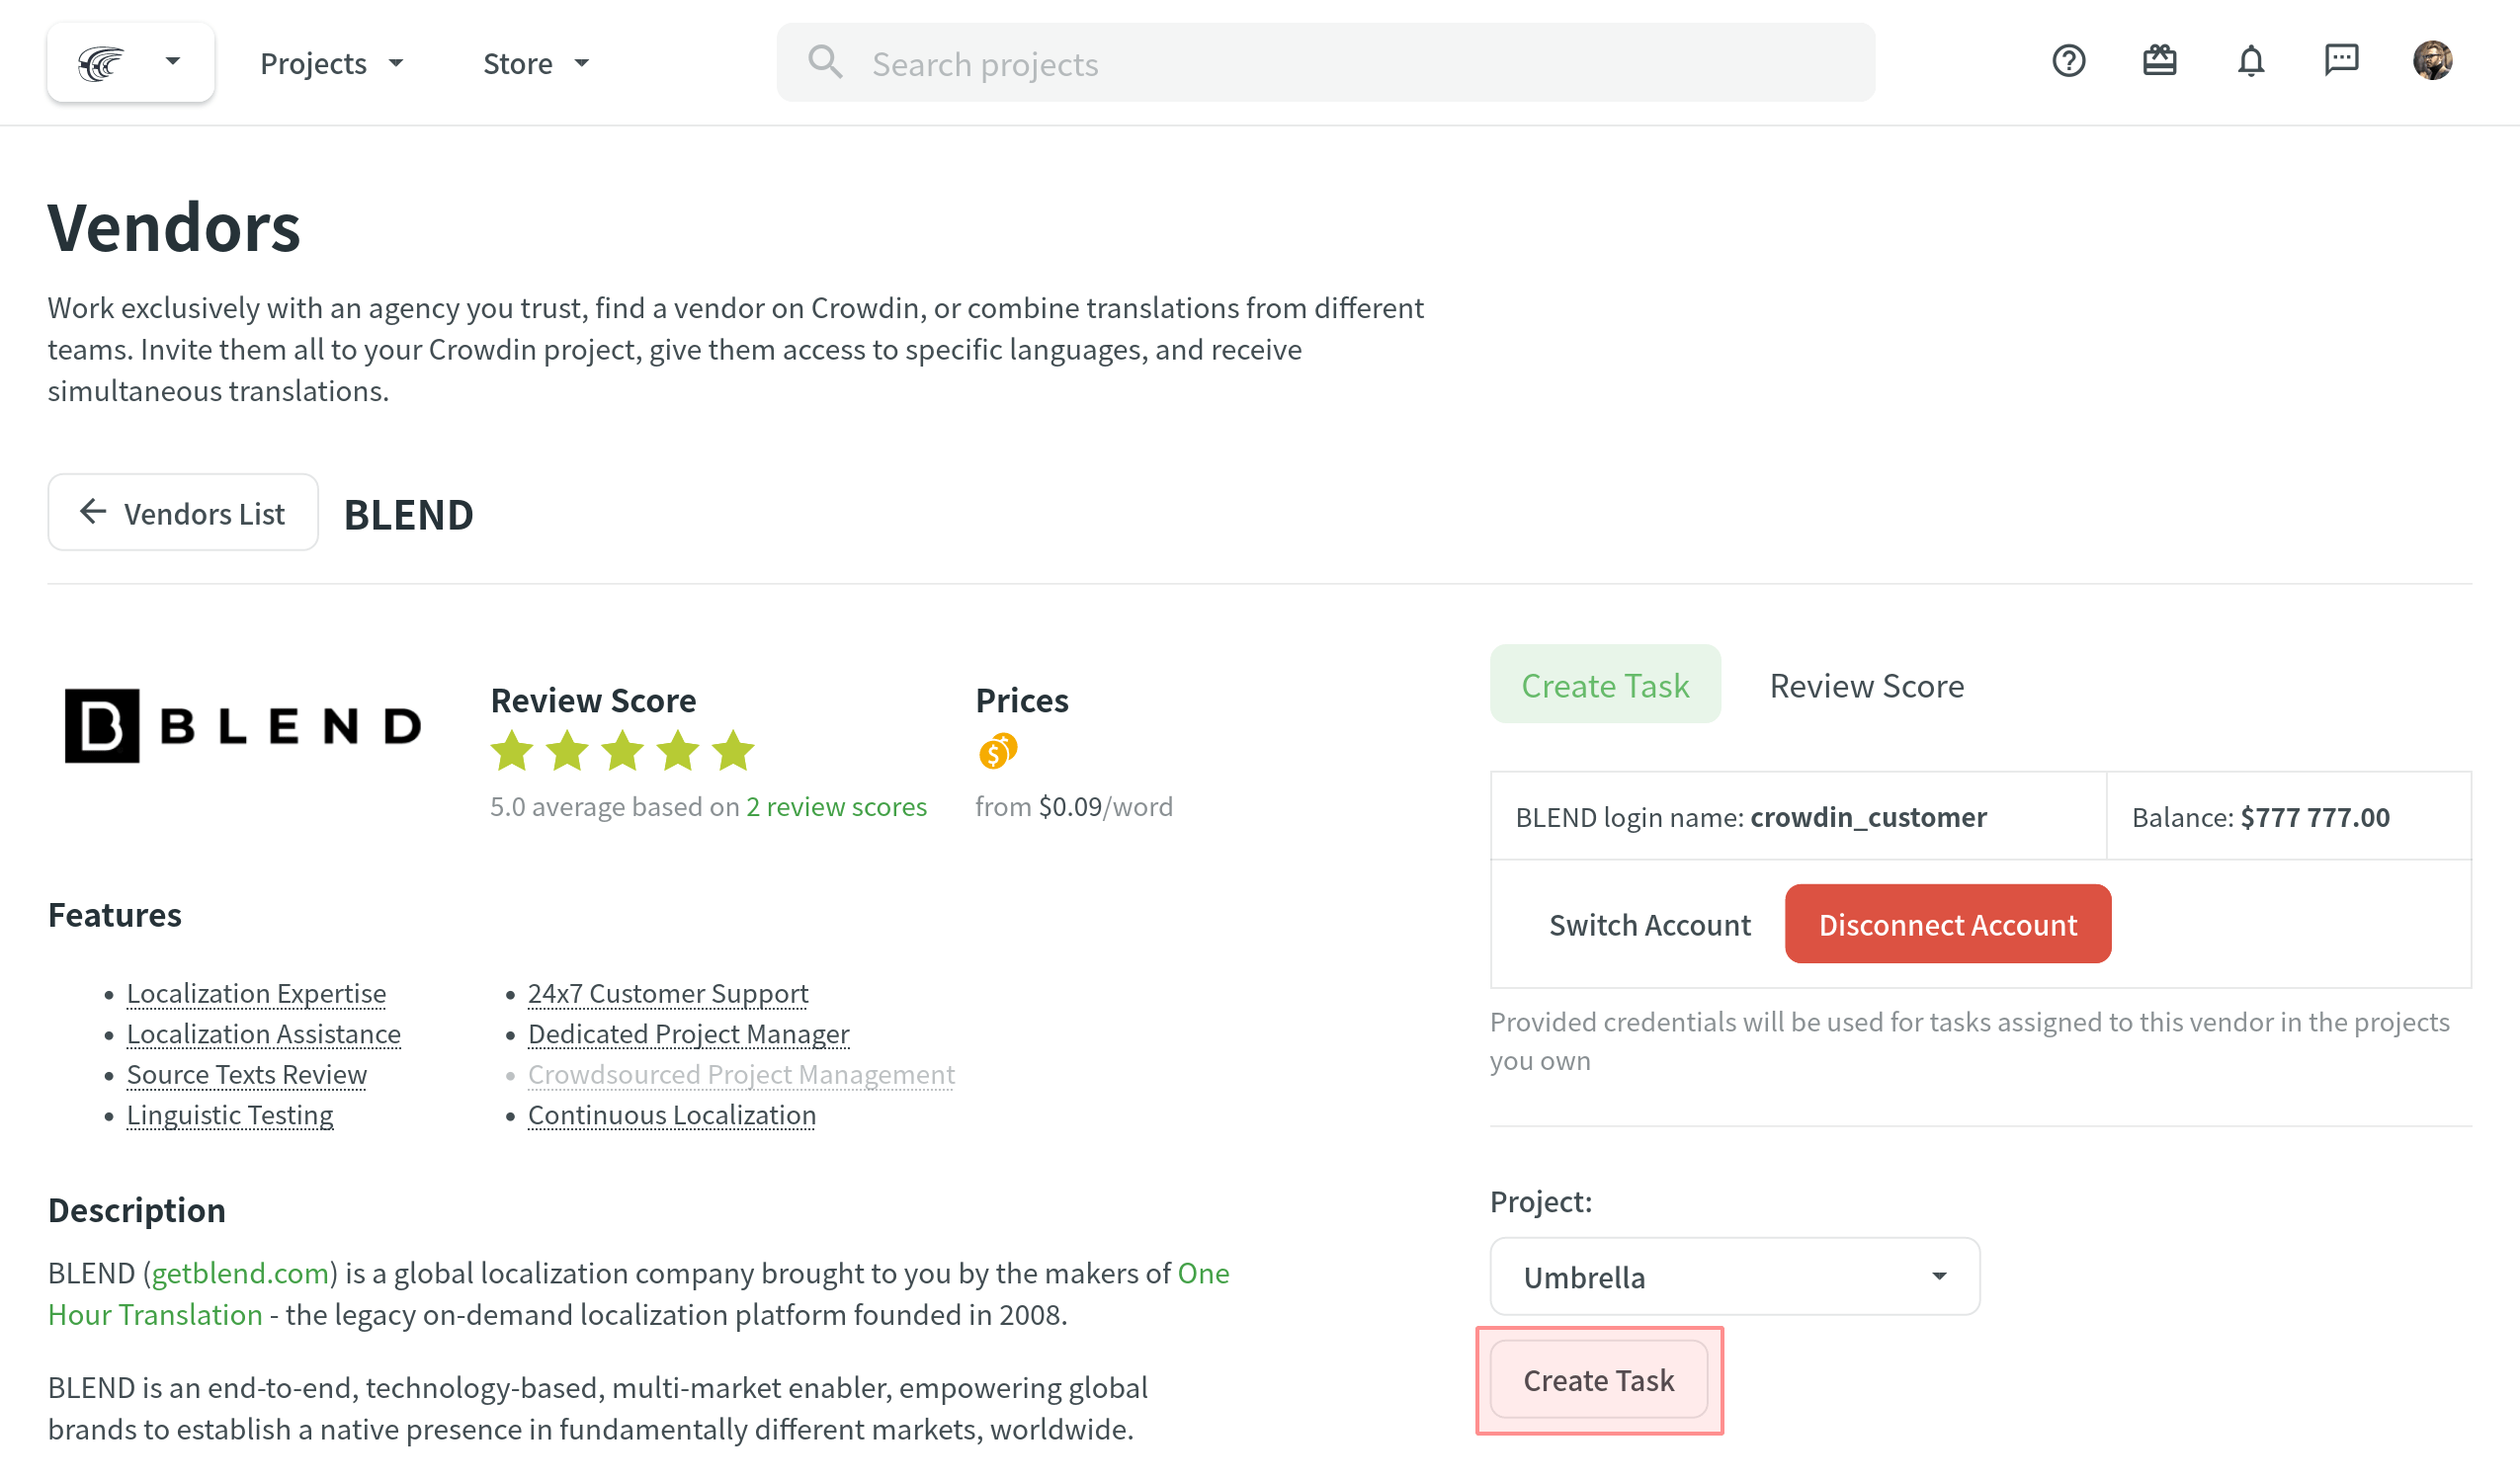 Projects
Store
Search projects
Vendors
Work exclusively with an agency you trust, find a vendor on Crowdin, or combine translations from different
teams. Invite them all to your Crowdin project, give them access to specific languages, and receive
simultaneous translations.
Vendors List
BLEND
B BLEND
Review Score
5.0 average based on 2 review scores
Prices
from $0.09/word
Features
Localization Expertise
Localization Assistance
Source Texts Review
Linguistic Testing
24x7 Customer Support
Dedicated Project Manager
Crowdsourced Project Management
Continuous Localization
Description
BLEND (getblend.com) is a global localization company brought to you by the makers of One
Hour Translation - the legacy on-demand localization platform founded in 2008.
BLEND is an end-to-end, technology-based, multi-market enabler, empowering global
brands to establish a native presence in fundamentally different markets, worldwide.
Create Task
Review Score
BLEND login name: crowdin_customer
Balance: $777 777.00
Switch Account
Disconnect Account
Provided credentials will be used for tasks assigned to this vendor in the projects
you own
Project:
Umbrella
Create Task